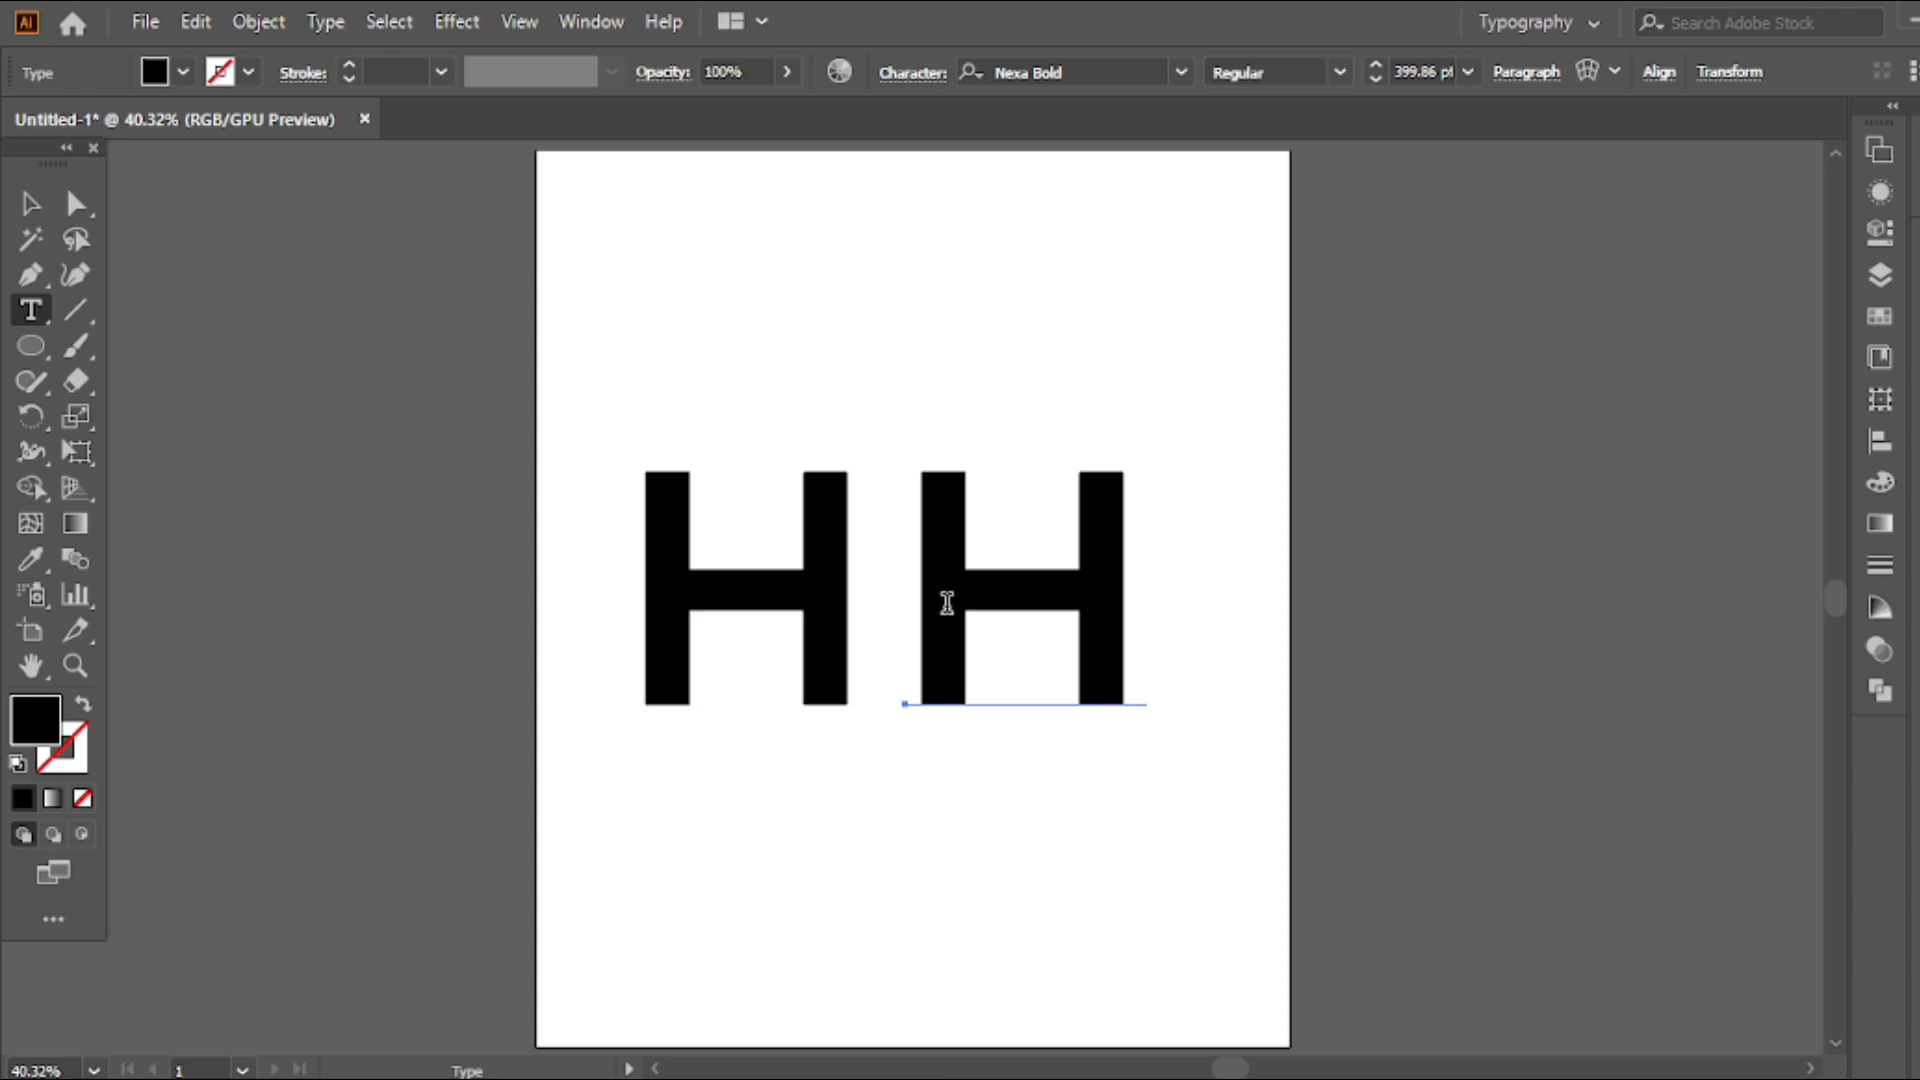 Ai File Edit Object Type Select Effect View Window Help Typography Search Adobe Stock
Type Stroke: Opacity: 100% Character: Nexa Bold Regular 399.86 pt Paragraph Align Transform
Untitled-1* @ 40.32% (RGB/GPU Preview)
H H
40.32% 1 Type